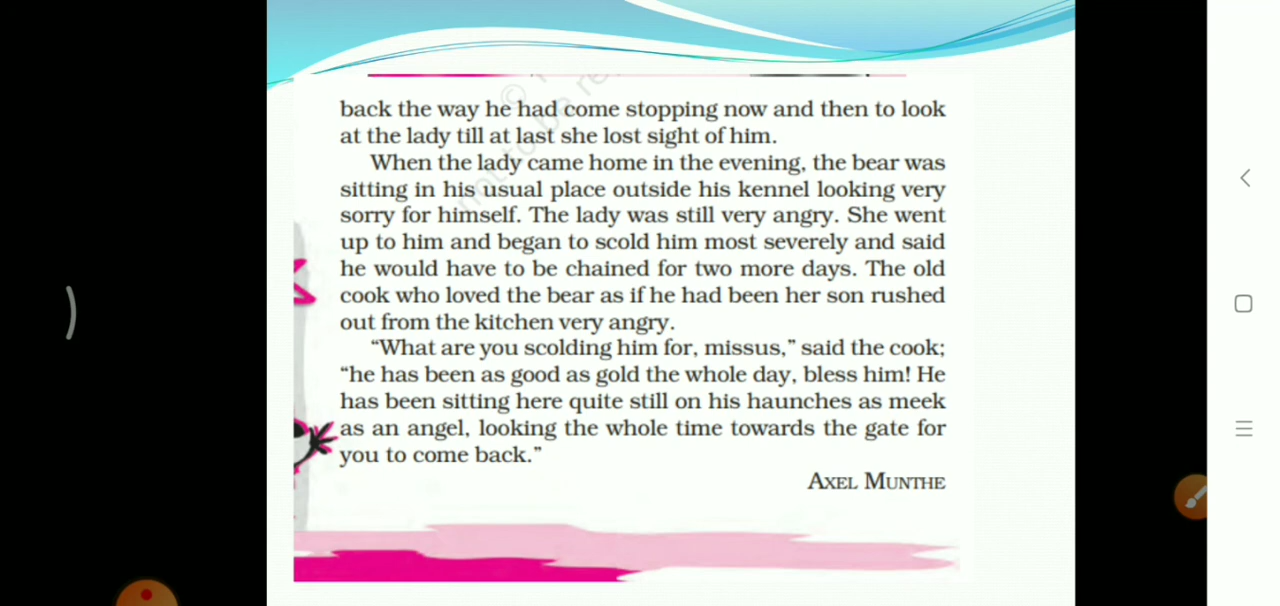 back the way he had come stopping now and then to look
at the lady till at last she lost sight of him.
When the lady came home in the evening, the bear was
sitting in his usual place outside his kennel looking very
sorry for himself. The lady was still very angry. She went
up to him and began to scold him most severely and said
he would have to be chained for two more days. The old
cook who loved the bear as if he had been her son rushed
out from the kitchen very angry.
“What are you scolding him for, missus,” said the cook;
“he has been as good as gold the whole day, bless him! He
has been sitting here quite still on his haunches as meek
as an angel, looking the whole time towards the gate for
you to come back.”
AXEL MUNTHE